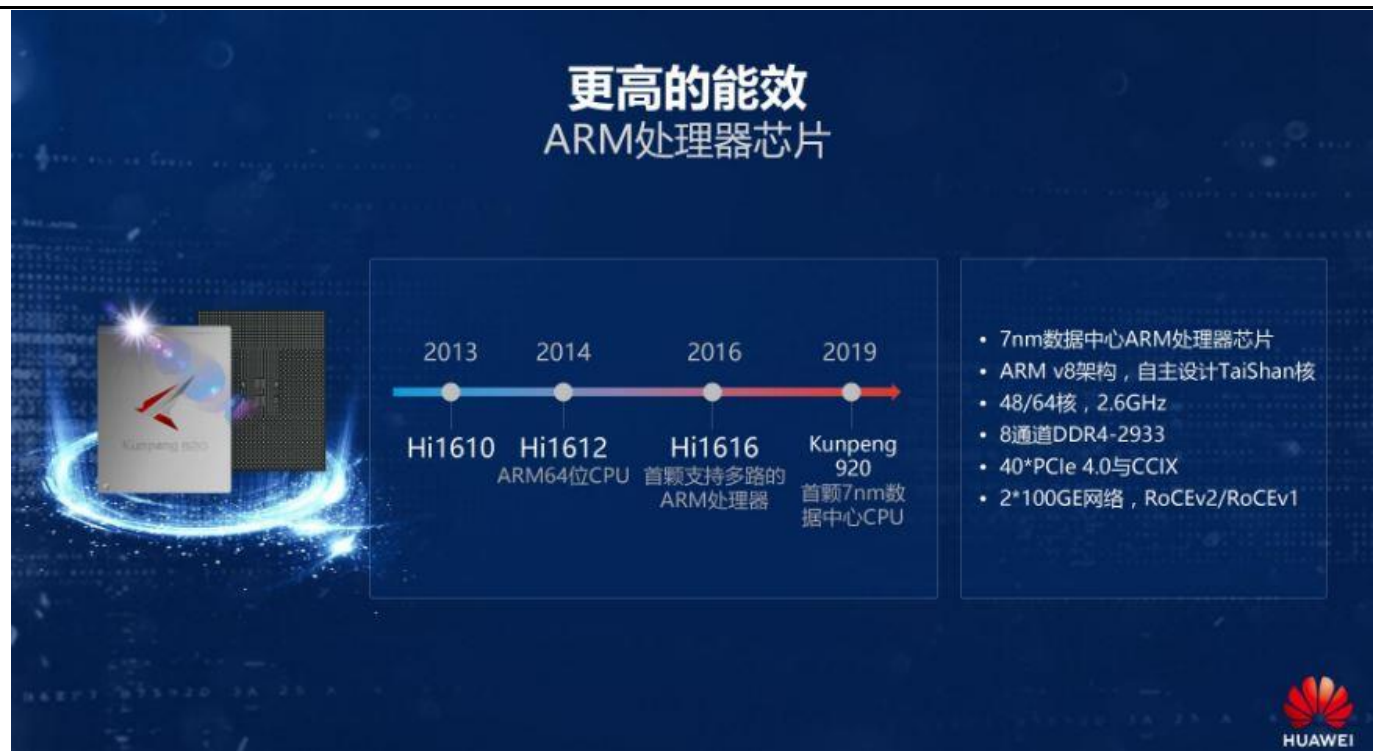 更高的能效
ARM处理器芯片
2013
2014
2016
2019
Hi1610
Hi1612
ARM64位CPU
Hi1616
首颗支持多路的
ARM处理器
Kunpeng
920
首颗7nm数
据中心CPU
• 7nm数据中心ARM处理器芯片
• ARM v8架构，自主设计TaiShan核
• 48/64核，2.6GHz
• 8通道DDR4-2933
• 40*PCIe 4.0与CCIX
• 2*100GE网络，RoCEv2/RoCEv1
Kunpeng 920
HUAWEI